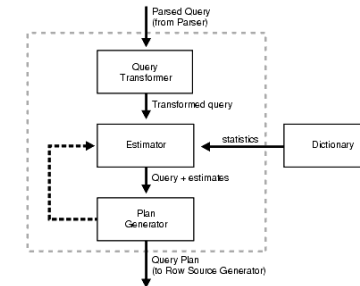 Parsed Query
(from Parser)
Query
Transformer
Transformed query
Estimator
statistics
Dictionary
Query + estimates
Plan
Generator
Query Plan
(to Row Source Generator)